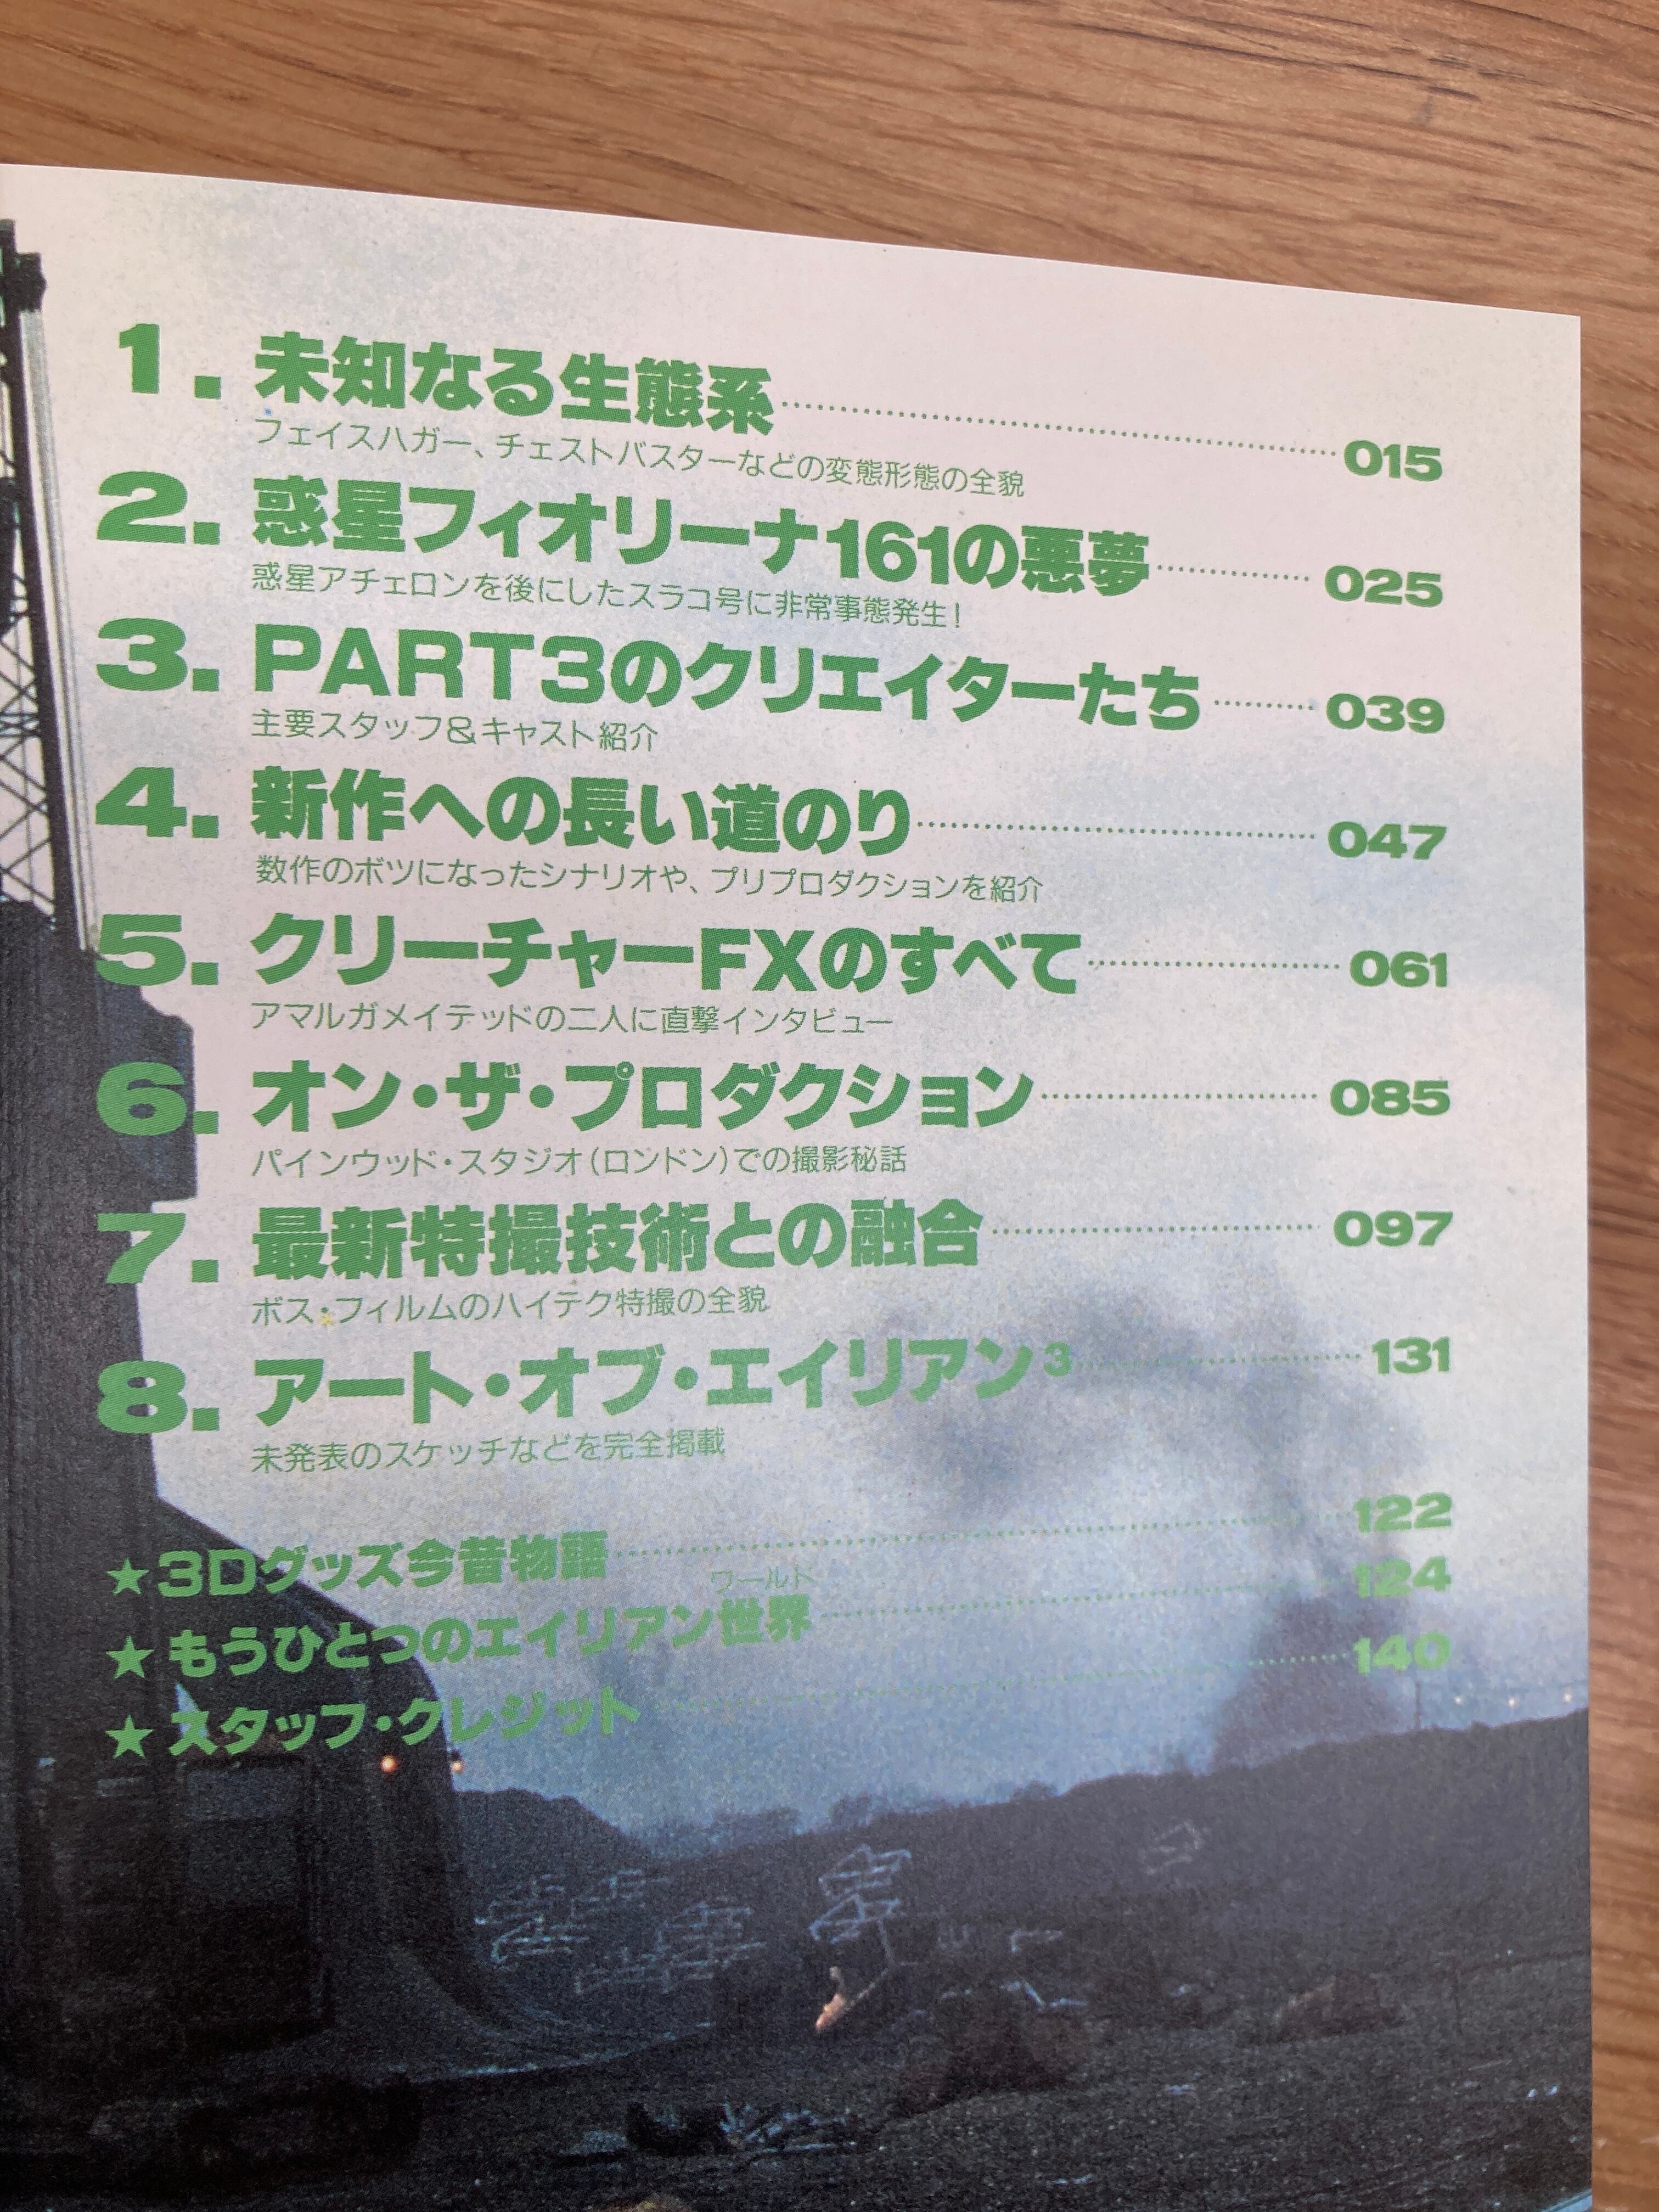 1. 未知なる生態系 015
フェイスハガー、チェストバスターなどの変態形態の全貌
2. 惑星フィオリーナ161の悪夢 025
惑星アチェロンを後にしたスラコ号に非常事態発生!
3. PART3のクリエイターたち 039
主要スタッフ&キャスト紹介
4. 新作への長い道のり 047
数作のボツになったシナリオや、プリプロダクションを紹介
5. クリーチャーFXのすべて 061
アマルガメイテッドの二人に直撃インタビュー
6. オン・ザ・プロダクション 085
パインウッド・スタジオ(ロンドン)での撮影秘話
7. 最新特撮技術との融合 097
ボス・フィルムのハイテク特撮の全貌
8. アート・オブ・エイリアン3 131
未発表のスケッチなどを完全掲載
★3Dグッズ今昔物語 122
ワールド
★もうひとつのエイリアン世界 124
★スタッフ・クレジット 140